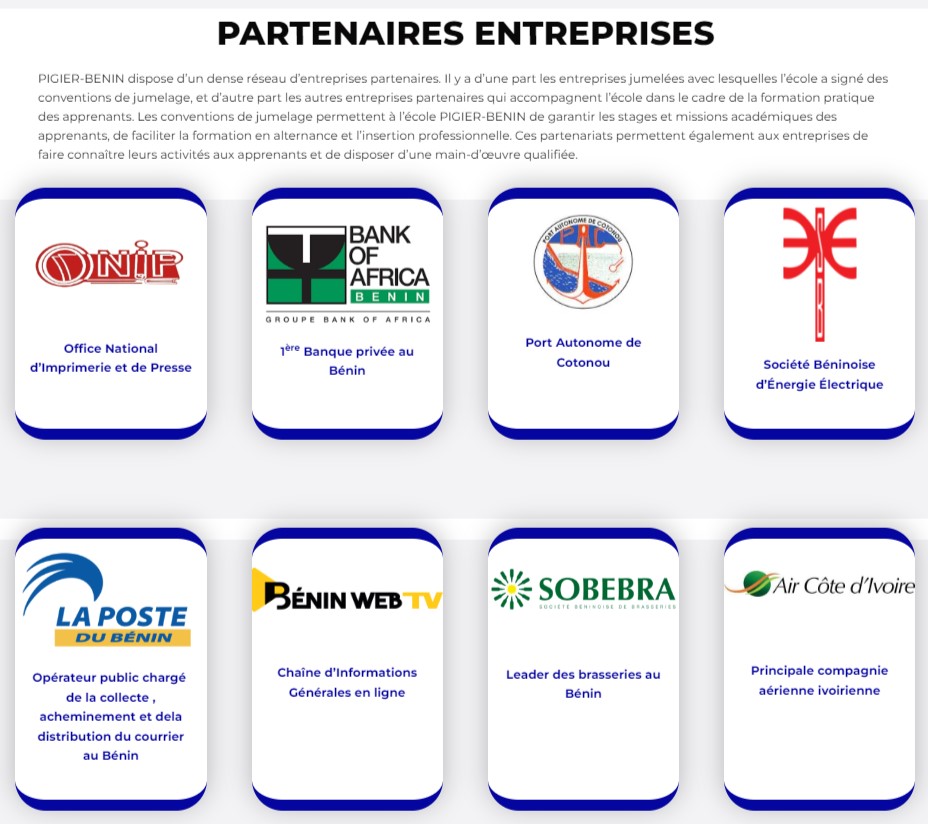 PARTENAIRES ENTREPRISES
PIGIER-BENIN dispose d'un dense réseau d'entreprises partenaires. Il y a d'une part les entreprises jumelées avec lesquelles l'école a signé des
conventions de jumelage, et d'autre part les autres entreprises partenaires qui accompagnent l'école dans le cadre de la formation pratique
des apprenants. Les conventions de jumelage permettent à l'école PIGIER-BENIN de garantir les stages et missions académiques des
apprenants, de faciliter la formation en alternance et l'insertion professionnelle. Ces partenariats permettent également aux entreprises de
faire connaître leurs activités aux apprenants et de disposer d'une main-d'œuvre qualifiée.
ONIP
Office National
d'Imprimerie et de Presse
BANK
OF
AFRICA
BENIN
GROUPE BANK OF AFRICA
1ère Banque privée au
Bénin
PORT AUTONOME DE COTONOU
PAC
Port Autonome de
Cotonou
Société Béninoise
d'Énergie Électrique
LA POSTE
DU BÉNIN
Opérateur public chargé
de la collecte ,
acheminement et dela
distribution du courrier
au Bénin
BÉNIN WEB TV
Chaîne d'Informations
Générales en ligne
SOBEBRA
SOCIÉTÉ BÉNINOISE DE BRASSERIES
Leader des brasseries au
Bénin
Air Côte d'Ivoire
Principale compagnie
aérienne ivoirienne